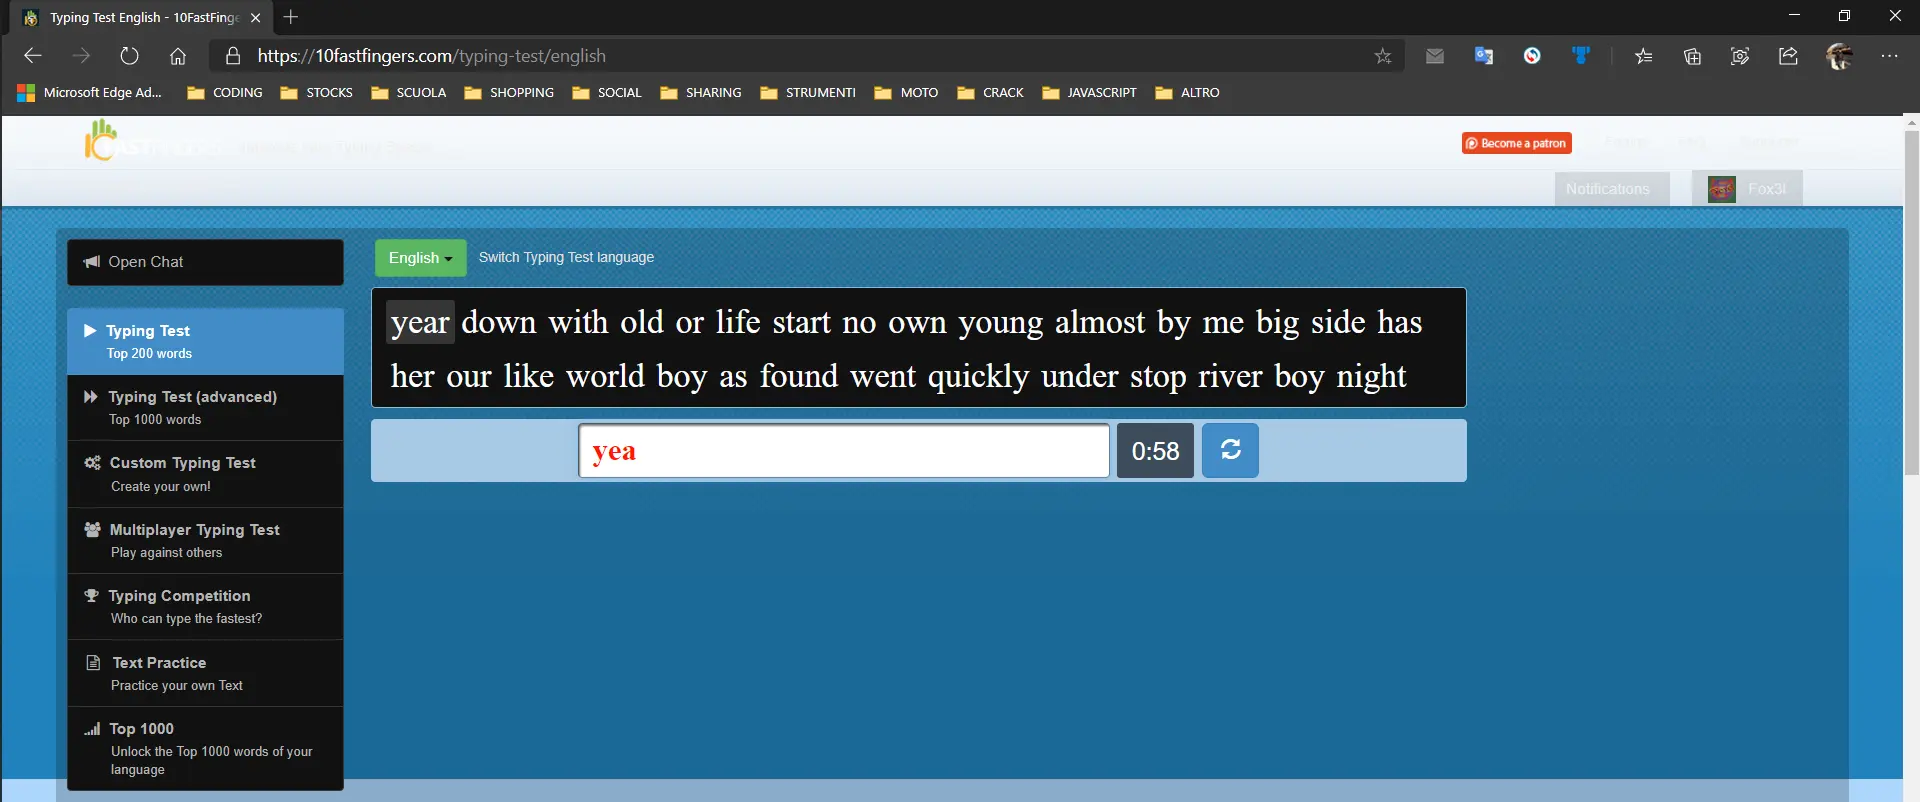 Typing Test English - 10FastFinge
https://10fastfingers.com/typing-test/english
Microsoft Edge Ad... CODING STOCKS SCUOLA SHOPPING SOCIAL SHARING STRUMENTI MOTO CRACK JAVASCRIPT ALTRO
Become a patron
Notifications Fox3l
Open Chat
English Switch Typing Test language
year down with old or life start no own young almost by me big side has
her our like world boy as found went quickly under stop river boy night
yea 0:58
Typing Test
Top 200 words
Typing Test (advanced)
Top 1000 words
Custom Typing Test
Create your own!
Multiplayer Typing Test
Play against others
Typing Competition
Who can type the fastest?
Text Practice
Practice your own Text
Top 1000
Unlock the Top 1000 words of your
language